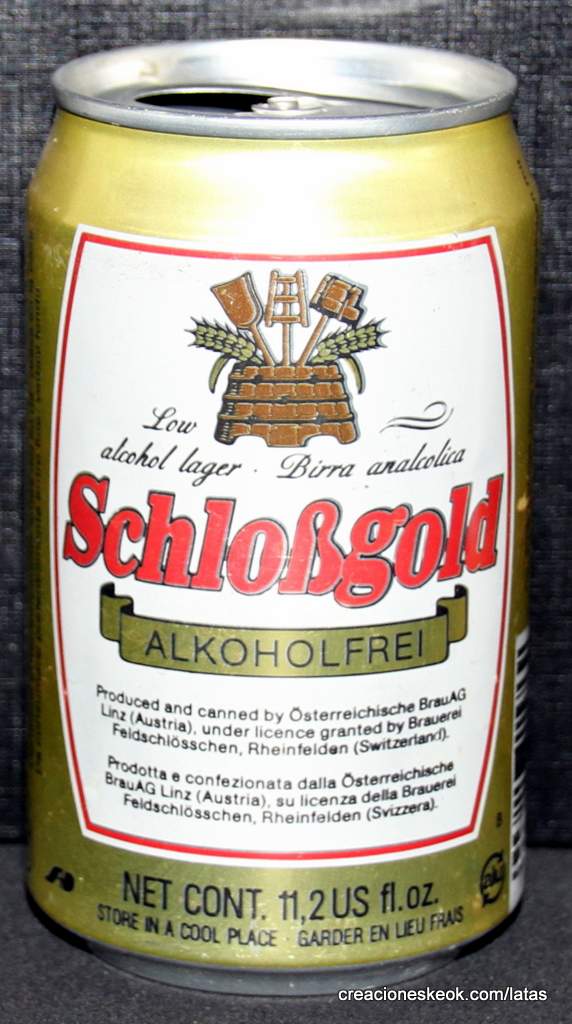 Low
alcohol lager · Birra analcolica
Schloßgold
ALKOHOLFREI
Produced and canned by Österreichische BrauAG
Linz (Austria), under licence granted by Brauerei
Feldschlösschen, Rheinfelden (Switzerland).
Prodotta e confezionata dalla Österreichische
BrauAG Linz (Austria), su licenza della Brauerei
Feldschlösschen, Rheinfelden (Svizzera).
B
NET CONT. 11,2 US fl.oz.
STORE IN A COOL PLACE · GARDER EN LIEU FRAIS
creacioneskeok.com/latas